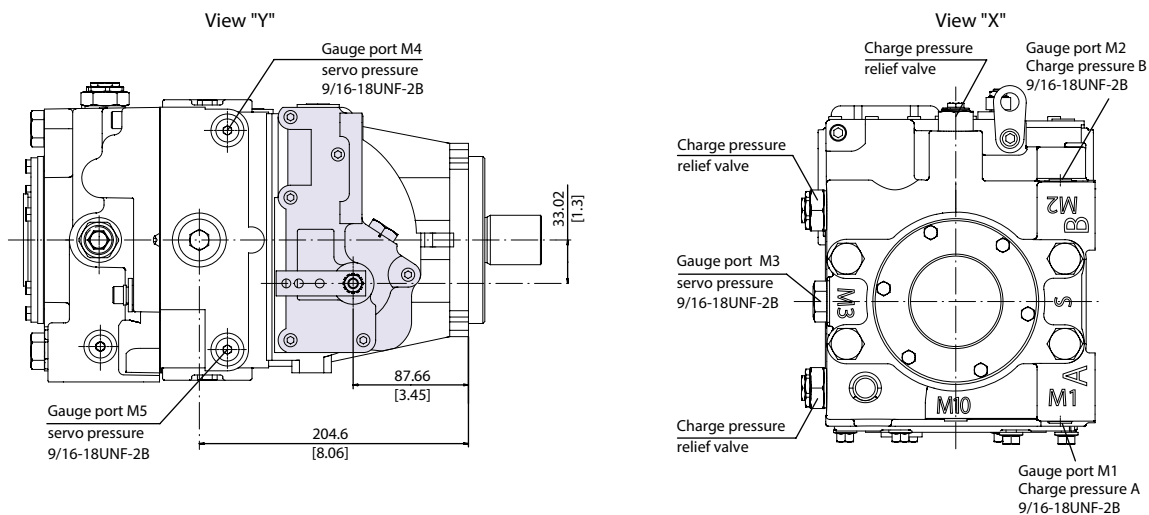 View "Y"
Gauge port M4
servo pressure
9/16-18UNF-2B
33.02
[1.3]
87.66
[3.45]
204.6
[8.06]
Gauge port M5
servo pressure
9/16-18UNF-2B
View "X"
Charge pressure
relief valve
Gauge port M2
Charge pressure B
9/16-18UNF-2B
Charge pressure
relief valve
Gauge port  M3
servo pressure
9/16-18UNF-2B
Charge pressure
relief valve
M2
B
M3
S
A
M1
M10
Gauge port M1
Charge pressure A
9/16-18UNF-2B